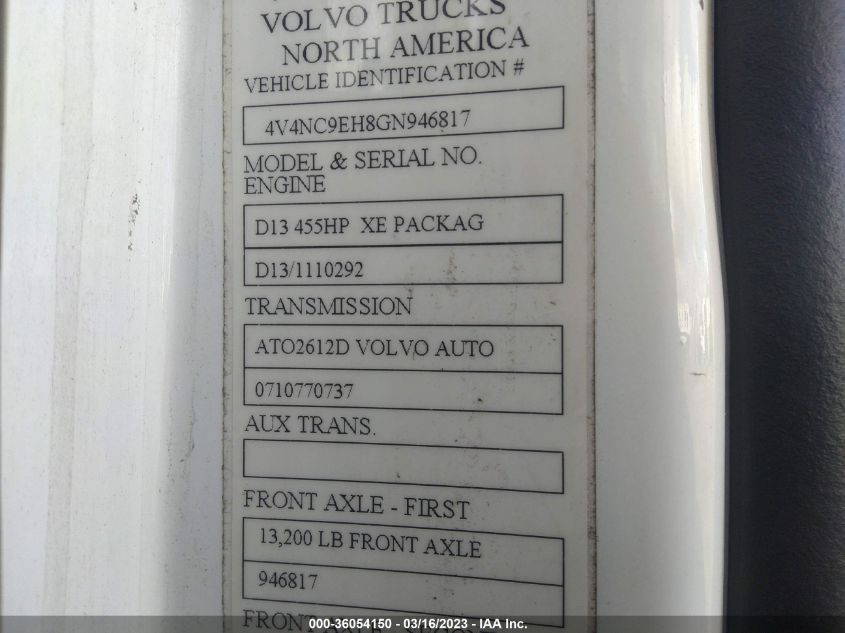 VOLVO TRUCKS
NORTH AMERICA
VEHICLE IDENTIFICATION #
4V4NC9EH8GN946817
MODEL & SERIAL NO.
ENGINE
D13 455HP XE PACKAG
D13/1110292
TRANSMISSION
ATO2612D VOLVO AUTO
0710770737
AUX TRANS.
FRONT AXLE - FIRST
13,200 LB FRONT AXLE
946817
FRONT
000-36054150 - 03/16/2023 - IAA Inc.